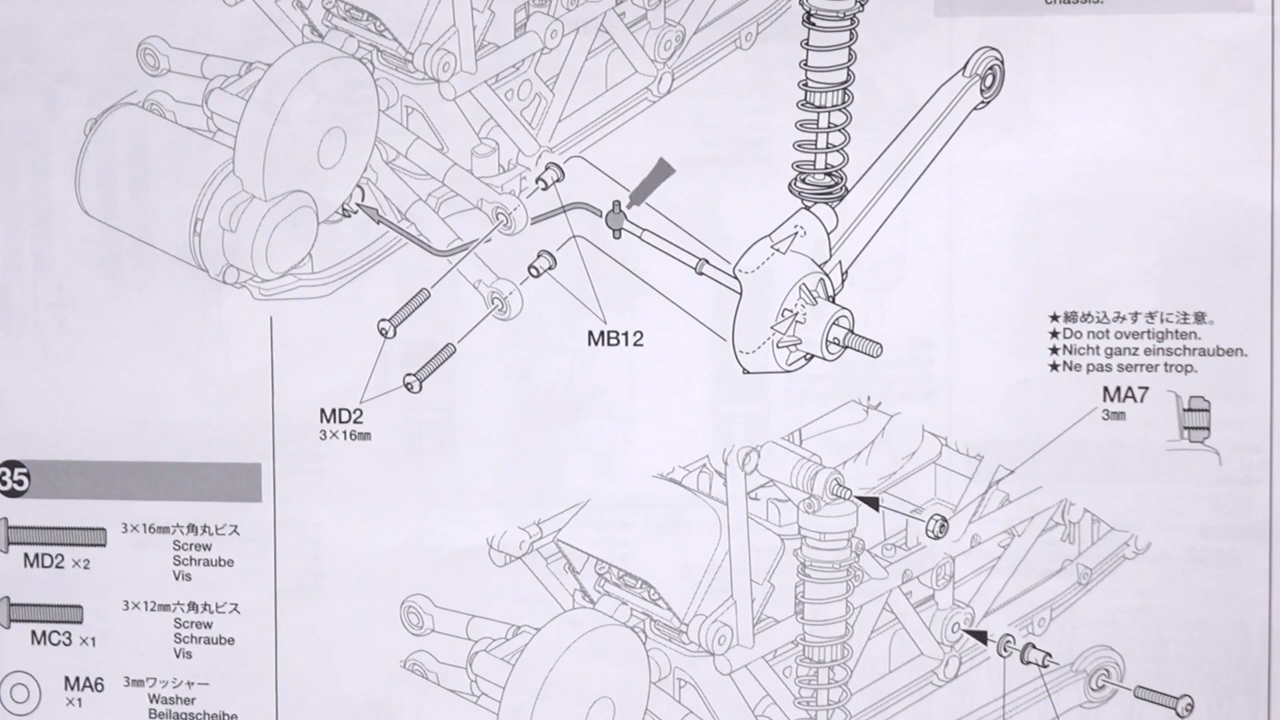 chassis.
MB12
MD2
3×16mm
★締め込みすぎに注意。
★Do not overtighten.
★Nicht ganz einschrauben.
★Ne pas serrer trop.
MA7
3mm
35
MD2 ×2
3×16mm六角丸ビス
Screw
Schraube
Vis
MC3 ×1
3×12mm六角丸ビス
Screw
Schraube
Vis
MA6
×1
3mmワッシャー
Washer
Beilagscheibe